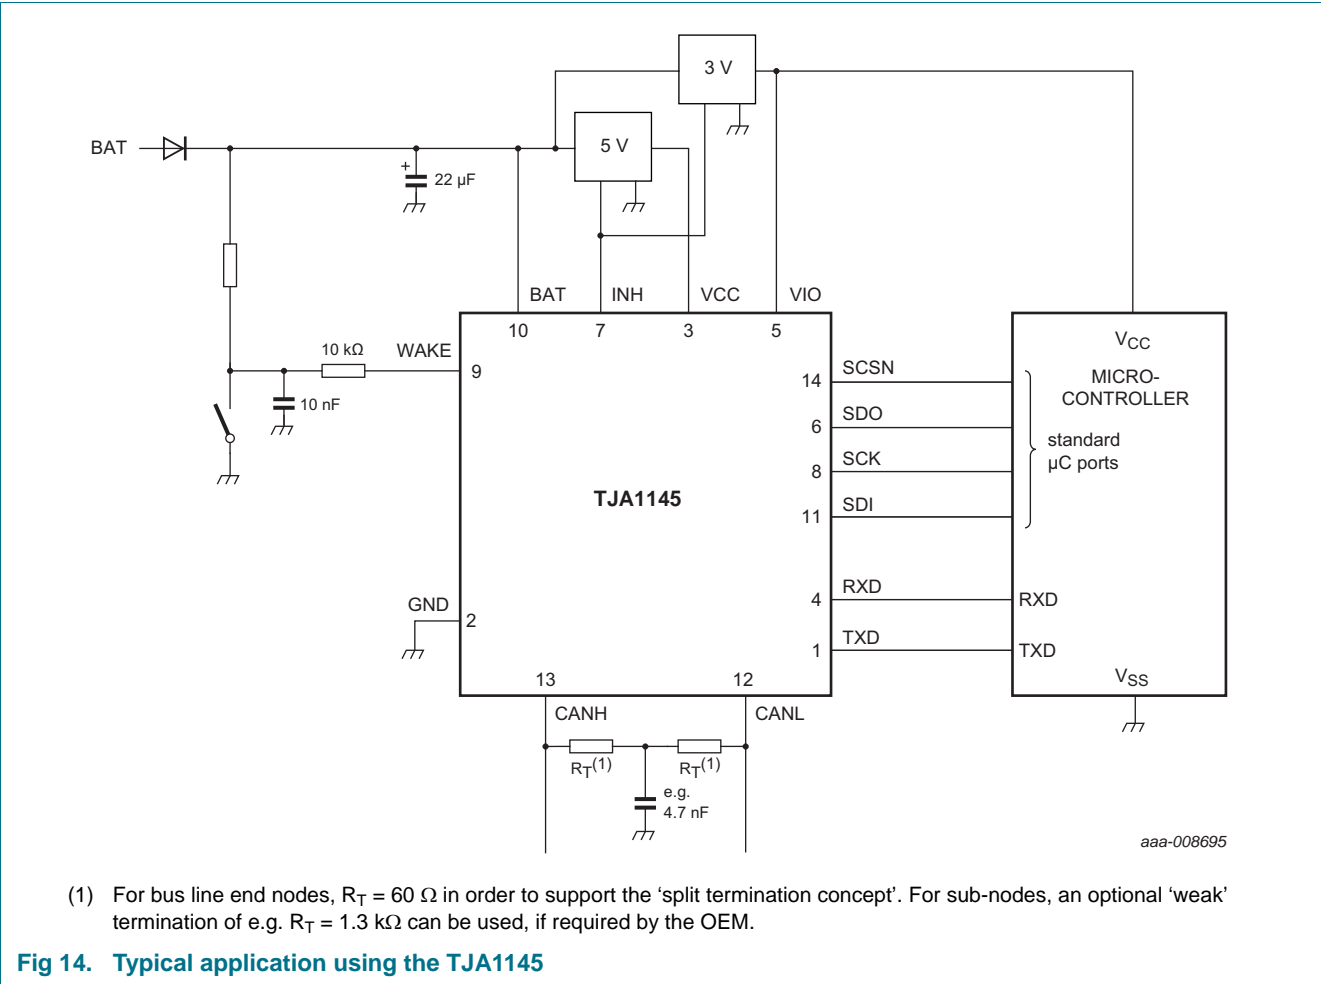 3 V
BAT
5 V
+
22 µF
BAT
INH
VCC
VIO
10
7
3
5
10 kΩ
WAKE
9
10 nF
VCC
MICRO-
CONTROLLER
14
SCSN
6
SDO
standard
µC ports
8
SCK
11
SDI
TJA1145
GND
2
4
RXD
RXD
1
TXD
TXD
13
12
VSS
CANH
CANL
RT(1)
RT(1)
e.g.
4.7 nF
aaa-008695
(1) For bus line end nodes, RT = 60 Ω in order to support the ‘split termination concept’. For sub-nodes, an optional ‘weak’
termination of e.g. RT = 1.3 kΩ can be used, if required by the OEM.
Fig 14. Typical application using the TJA1145